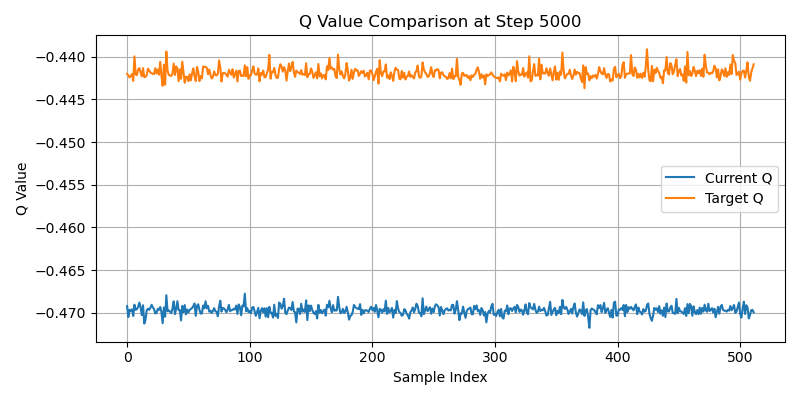 Q Value Comparison at Step 5000
−0.440
−0.445
−0.450
−0.455
−0.460
−0.465
−0.470
Q Value
Current Q
Target Q
0 100 200 300 400 500
Sample Index